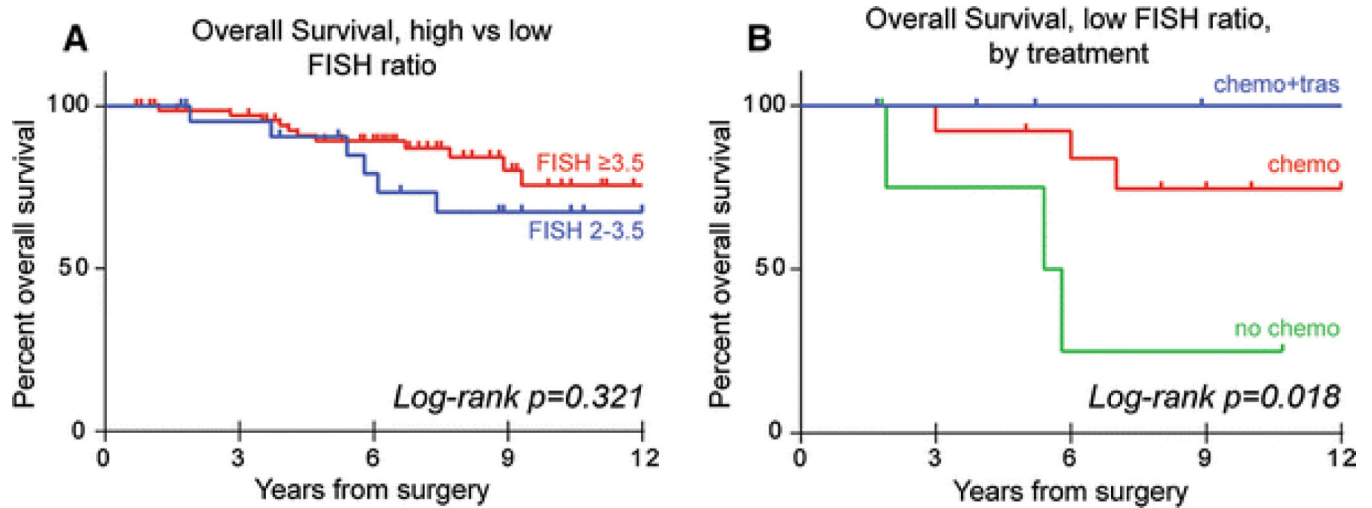 A
Overall Survival, high vs low
FISH ratio
Percent overall survival
100
50
0
FISH ≥3.5
FISH 2-3.5
Log-rank p=0.321
0 3 6 9 12
Years from surgery
B
Overall Survival, low FISH ratio,
by treatment
Percent overall survival
100
50
0
chemo+tras
chemo
no chemo
Log-rank p=0.018
0 3 6 9 12
Years from surgery